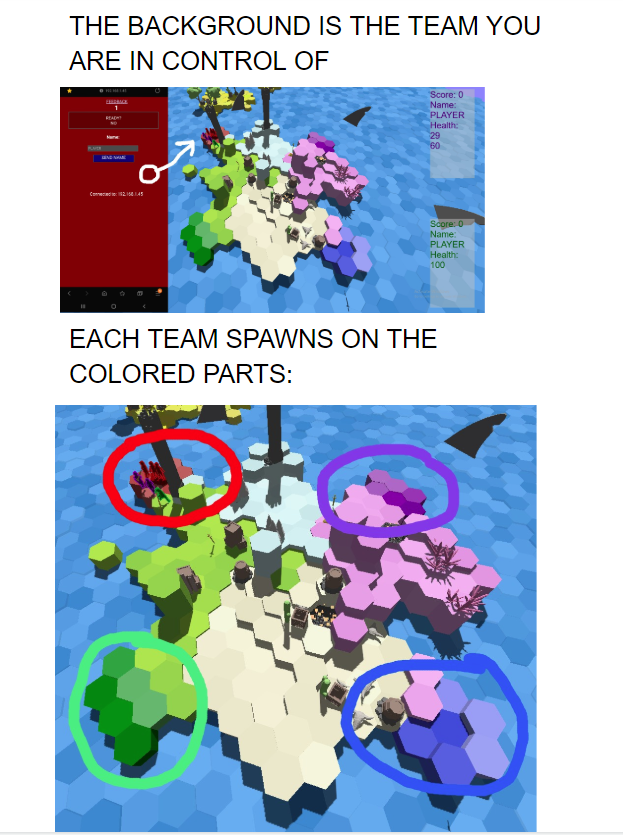 THE BACKGROUND IS THE TEAM YOU
ARE IN CONTROL OF
192.168.1.45
FEEDBACK
1
READY?
NO
Name:
PLAYER
SEND NAME
Connected to: 192.168.1.45
Score: 0
Name:
PLAYER
Health:
29
60
Score: 0
Name:
PLAYER
Health:
100
EACH TEAM SPAWNS ON THE
COLORED PARTS: